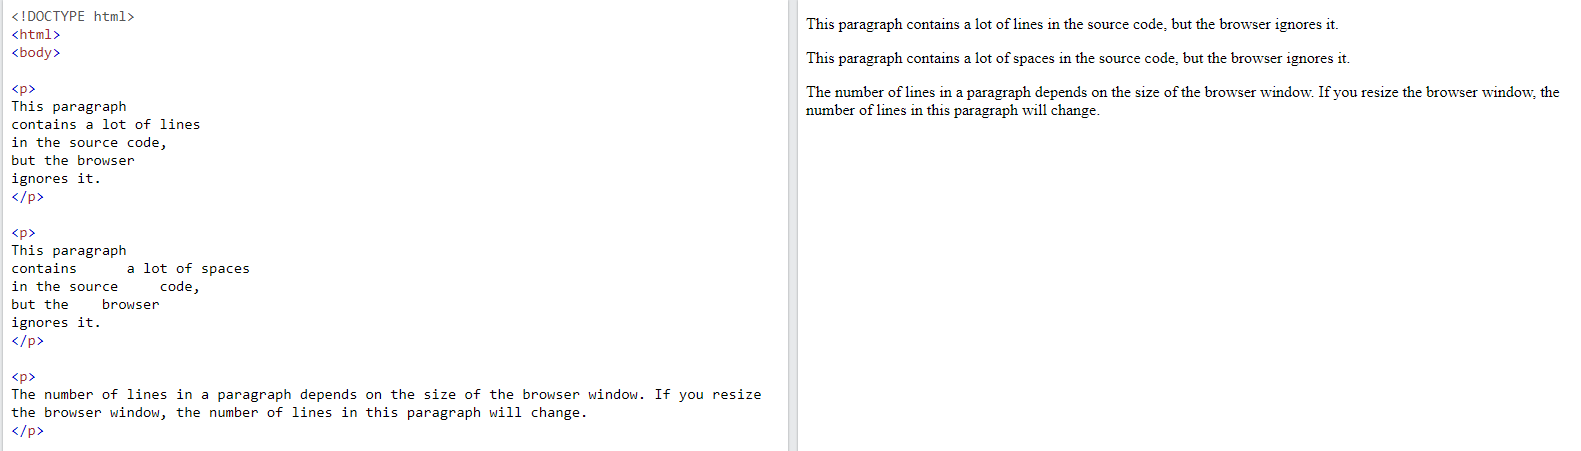 <!DOCTYPE html>
<html>
<body>

<p>
This paragraph
contains a lot of lines
in the source code,
but the browser
ignores it.
</p>

<p>
This paragraph
contains      a lot of spaces
in the source     code,
but the    browser
ignores it.
</p>

<p>
The number of lines in a paragraph depends on the size of the browser window. If you resize
the browser window, the number of lines in this paragraph will change.
</p>

This paragraph contains a lot of lines in the source code, but the browser ignores it.
This paragraph contains a lot of spaces in the source code, but the browser ignores it.
The number of lines in a paragraph depends on the size of the browser window. If you resize the browser window, the
number of lines in this paragraph will change.